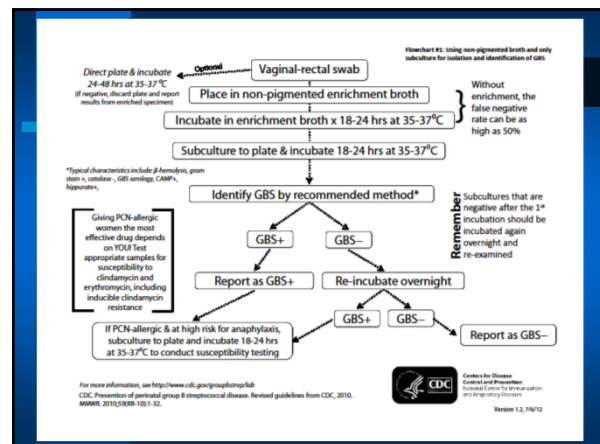 Flowchart #1: Using non-pigmented broth and only
subculture for isolation and identification of GBS
Optional
Vaginal-rectal swab
Direct plate & incubate
24-48 hrs at 35-37⁰C
(if negative, discard plate and report
results from enriched specimen)
Place in non-pigmented enrichment broth
Incubate in enrichment broth x 18-24 hrs at 35-37⁰C
Without
enrichment, the
false negative
rate can be as
high as 50%
Subculture to plate & incubate 18-24 hrs at 35-37⁰C
*Typical characteristics include: β-hemolysis, gram
stain +, catalase -, GBS serology, CAMP+,
hippurate+,
Identify GBS by recommended method*
Remember
Subcultures that are
negative after the 1st
incubation should be
incubated again
overnight and
re-examined
Giving PCN-allergic
women the most
effective drug depends
on YOU! Test
appropriate samples for
susceptibility to
clindamycin and
erythromycin, including
inducible clindamycin
resistance
GBS+
GBS−
Report as GBS+
Re-incubate overnight
GBS+
GBS−
If PCN-allergic & at high risk for anaphylaxis,
subculture to plate and incubate 18-24 hrs
at 35-37⁰C to conduct susceptibility testing
Report as GBS−
For more information, see http://www.cdc.gov/groupbstrep/lab
CDC. Prevention of perinatal group B streptococcal disease. Revised guidelines from CDC, 2010.
MMWR. 2010;59(RR-10):1-32.
CDC
Centers for Disease
Control and Prevention
National Center for Immunization
and Respiratory Diseases
Version 1.2, 7/6/12